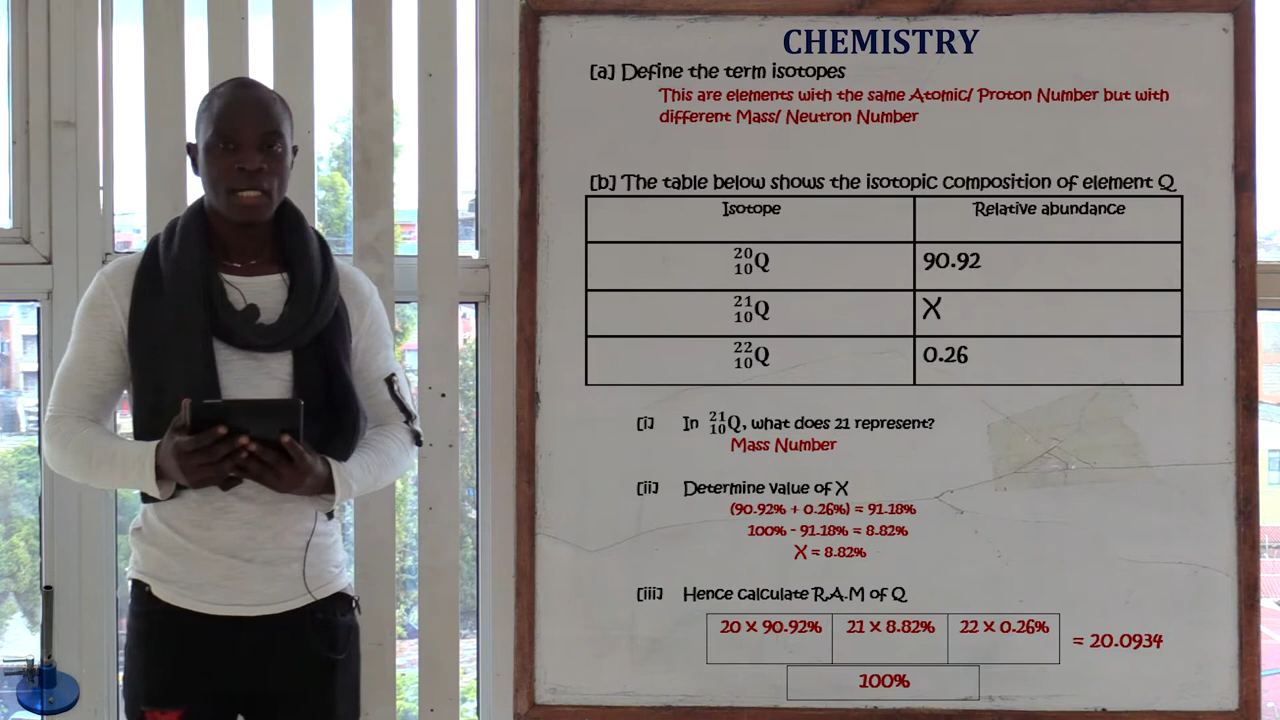 CHEMISTRY
[a] Define the term isotopes
This are elements with the same Atomic/ Proton Number but with
different Mass/ Neutron Number
[b] The table below shows the isotopic composition of element Q
Isotope Relative abundance
²⁰₁₀Q 90.92
²¹₁₀Q X
²²₁₀Q 0.26
[i] In ²¹₁₀Q, what does 21 represent?
Mass Number
[ii] Determine value of X
(90.92% + 0.26%) = 91.18%
100% - 91.18% = 8.82%
X = 8.82%
[iii] Hence calculate R.A.M of Q
20 X 90.92% 21 X 8.82% 22 X 0.26% = 20.0934
100%